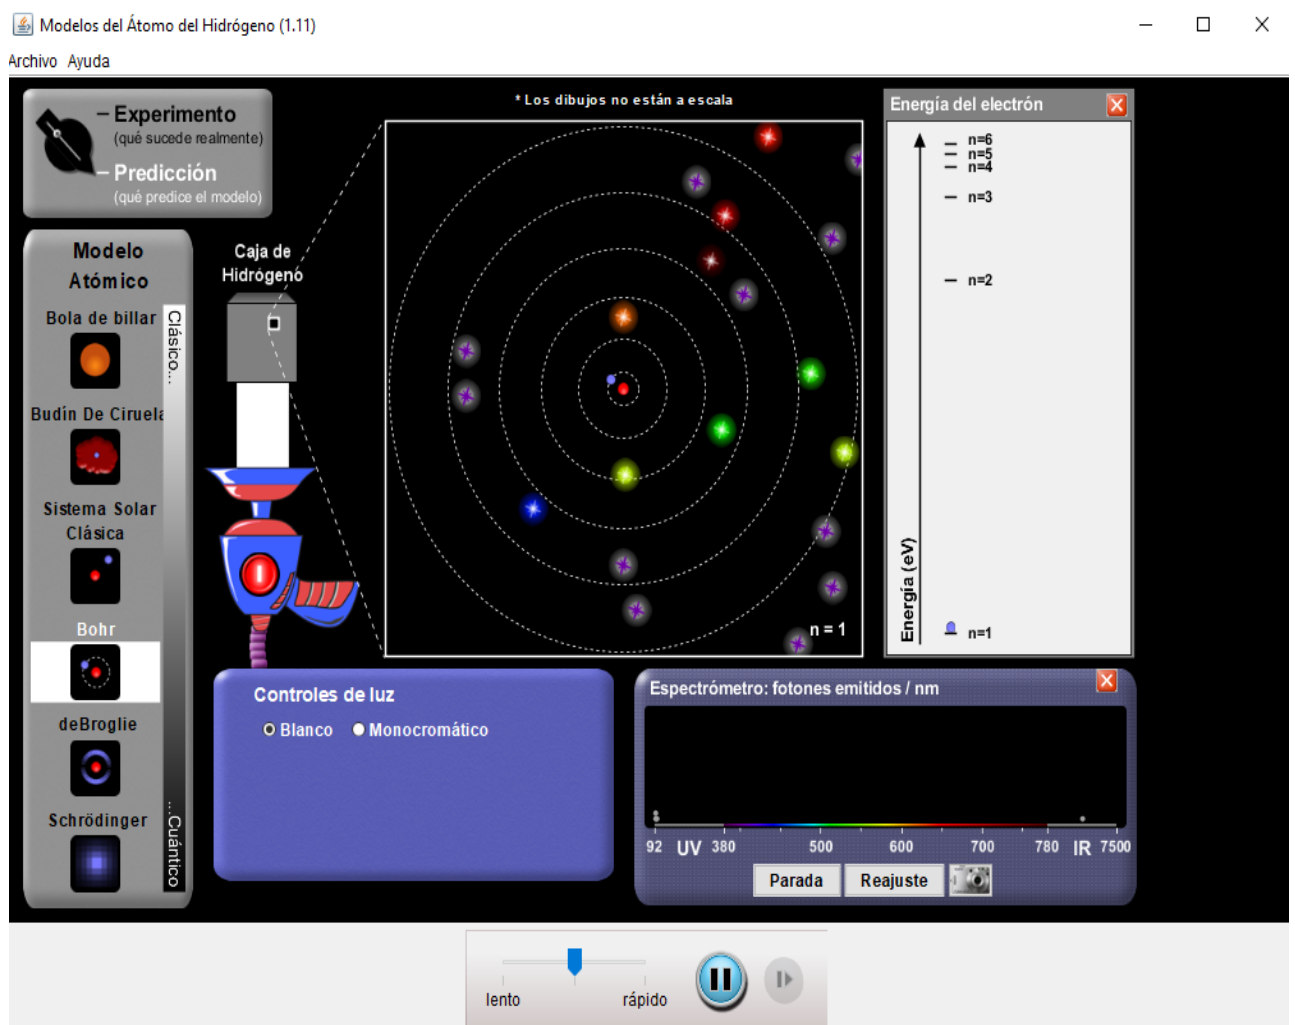 Modelos del Átomo del Hidrógeno (1.11)
Archivo Ayuda
Experimento
(qué sucede realmente)
Predicción
(qué predice el modelo)
* Los dibujos no están a escala
Energía del electrón
n=6
n=5
n=4
n=3
n=2
n=1
Energía (eV)
Modelo
Atómico
Bola de billar
Budín De Ciruela
Sistema Solar
Clásica
Bohr
deBroglie
Schrödinger
Clásico...
...Cuántico
Caja de
Hidrógeno
n = 1
Controles de luz
Blanco Monocromático
Espectrómetro: fotones emitidos / nm
92 UV 380 500 600 700 780 IR 7500
Parada Reajuste
lento rápido